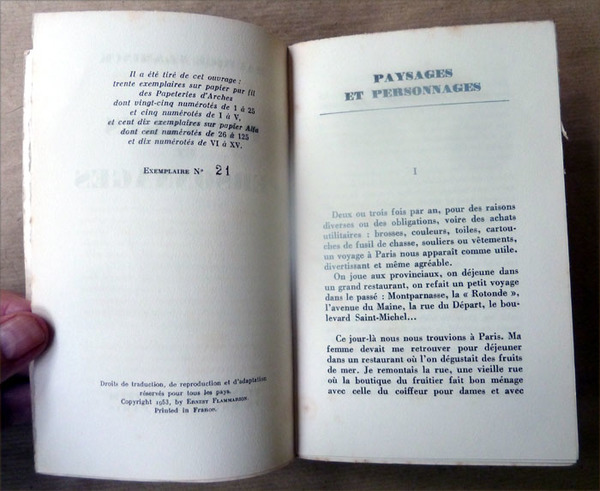 Il a été tiré de cet ouvrage :
trente exemplaires sur papier pur fil
des Papeteries d'Arches
dont vingt-cinq numérotés de 1 à 25
et cinq numérotés de I à V,
et cent dix exemplaires sur papier Alfa
dont cent numérotés de 26 à 125
et dix numérotés de VI à XV.
EXEMPLAIRE N° 21
Droits de traduction, de reproduction et d'adaptation
réservés pour tous les pays.
Copyright 1953, by ERNEST FLAMMARION.
Printed in France.
PAYSAGES
ET PERSONNAGES
I
Deux ou trois fois par an, pour des raisons
diverses ou des obligations, voire des achats
utilitaires : brosses, couleurs, toiles, cartou-
ches de fusil de chasse, souliers ou vêtements,
un voyage à Paris nous apparaît comme utile,
divertissant et même agréable.
On joue aux provinciaux, on déjeune dans
un grand restaurant, on refait un petit voyage
dans le passé : Montparnasse, la « Rotonde »,
l'avenue du Maine, la rue du Départ, le bou-
levard Saint-Michel...
Ce jour-là nous nous trouvions à Paris. Ma
femme devait me retrouver pour déjeuner
dans un restaurant où l'on dégustait des fruits
de mer. Je remontais la rue, une vieille rue
où la boutique du fruitier fait bon ménage
avec celle du coiffeur pour dames et avec